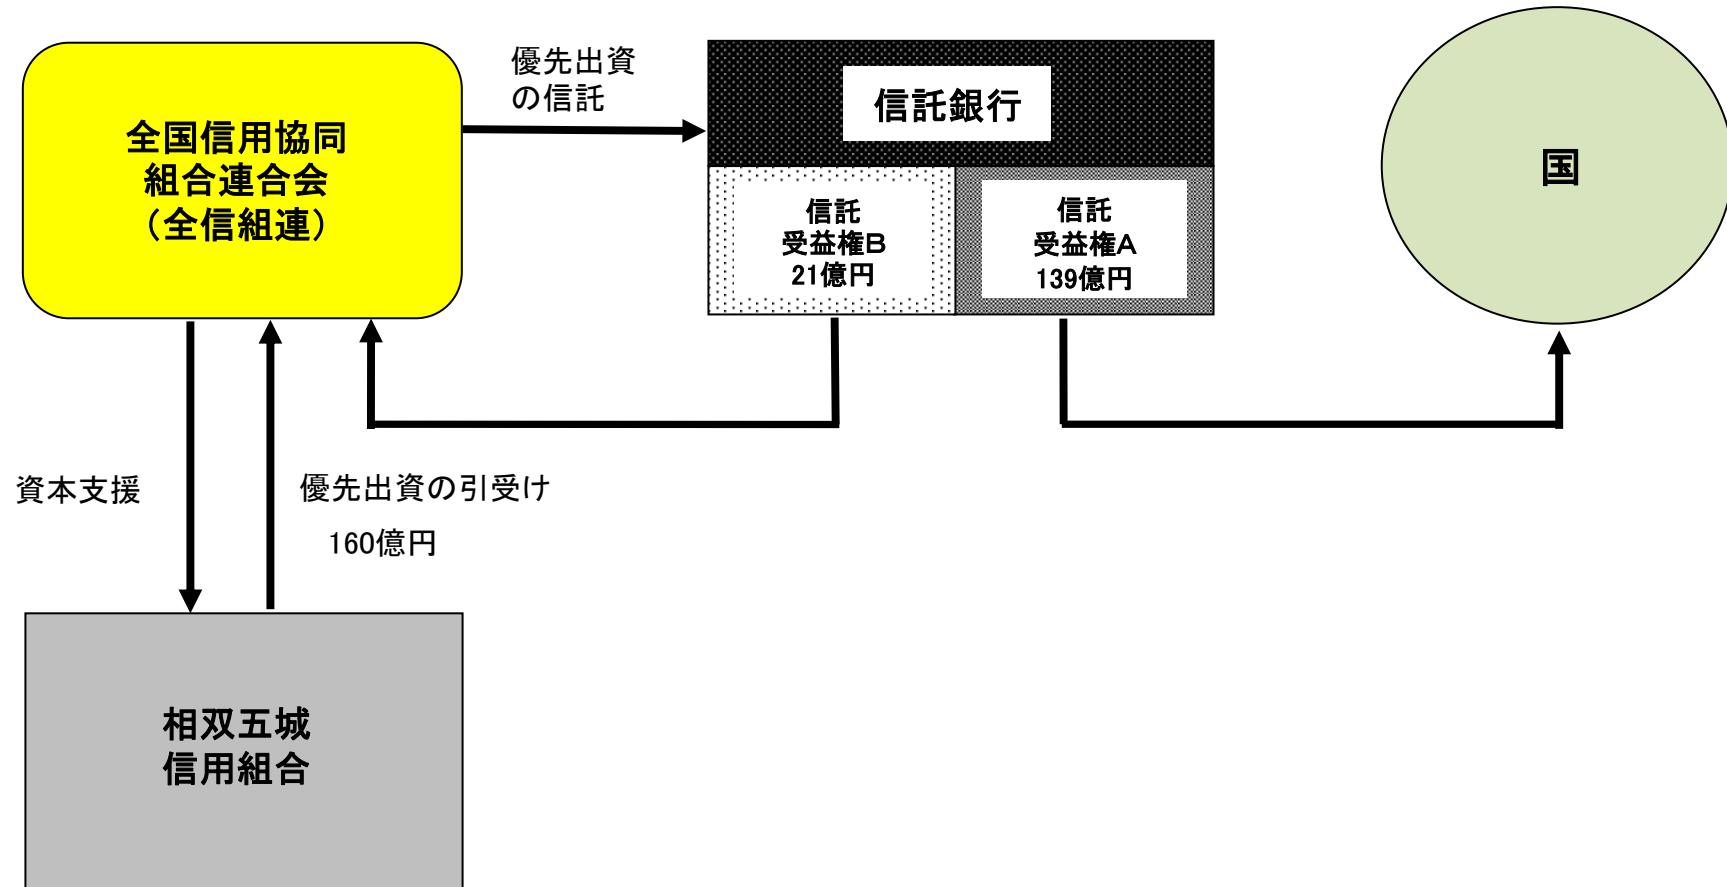 全国信用協同
組合連合会
（全信組連）
優先出資
の信託
信託銀行
信託
受益権B
21億円
信託
受益権A
139億円
国
資本支援
優先出資の引受け
160億円
相双五城
信用組合